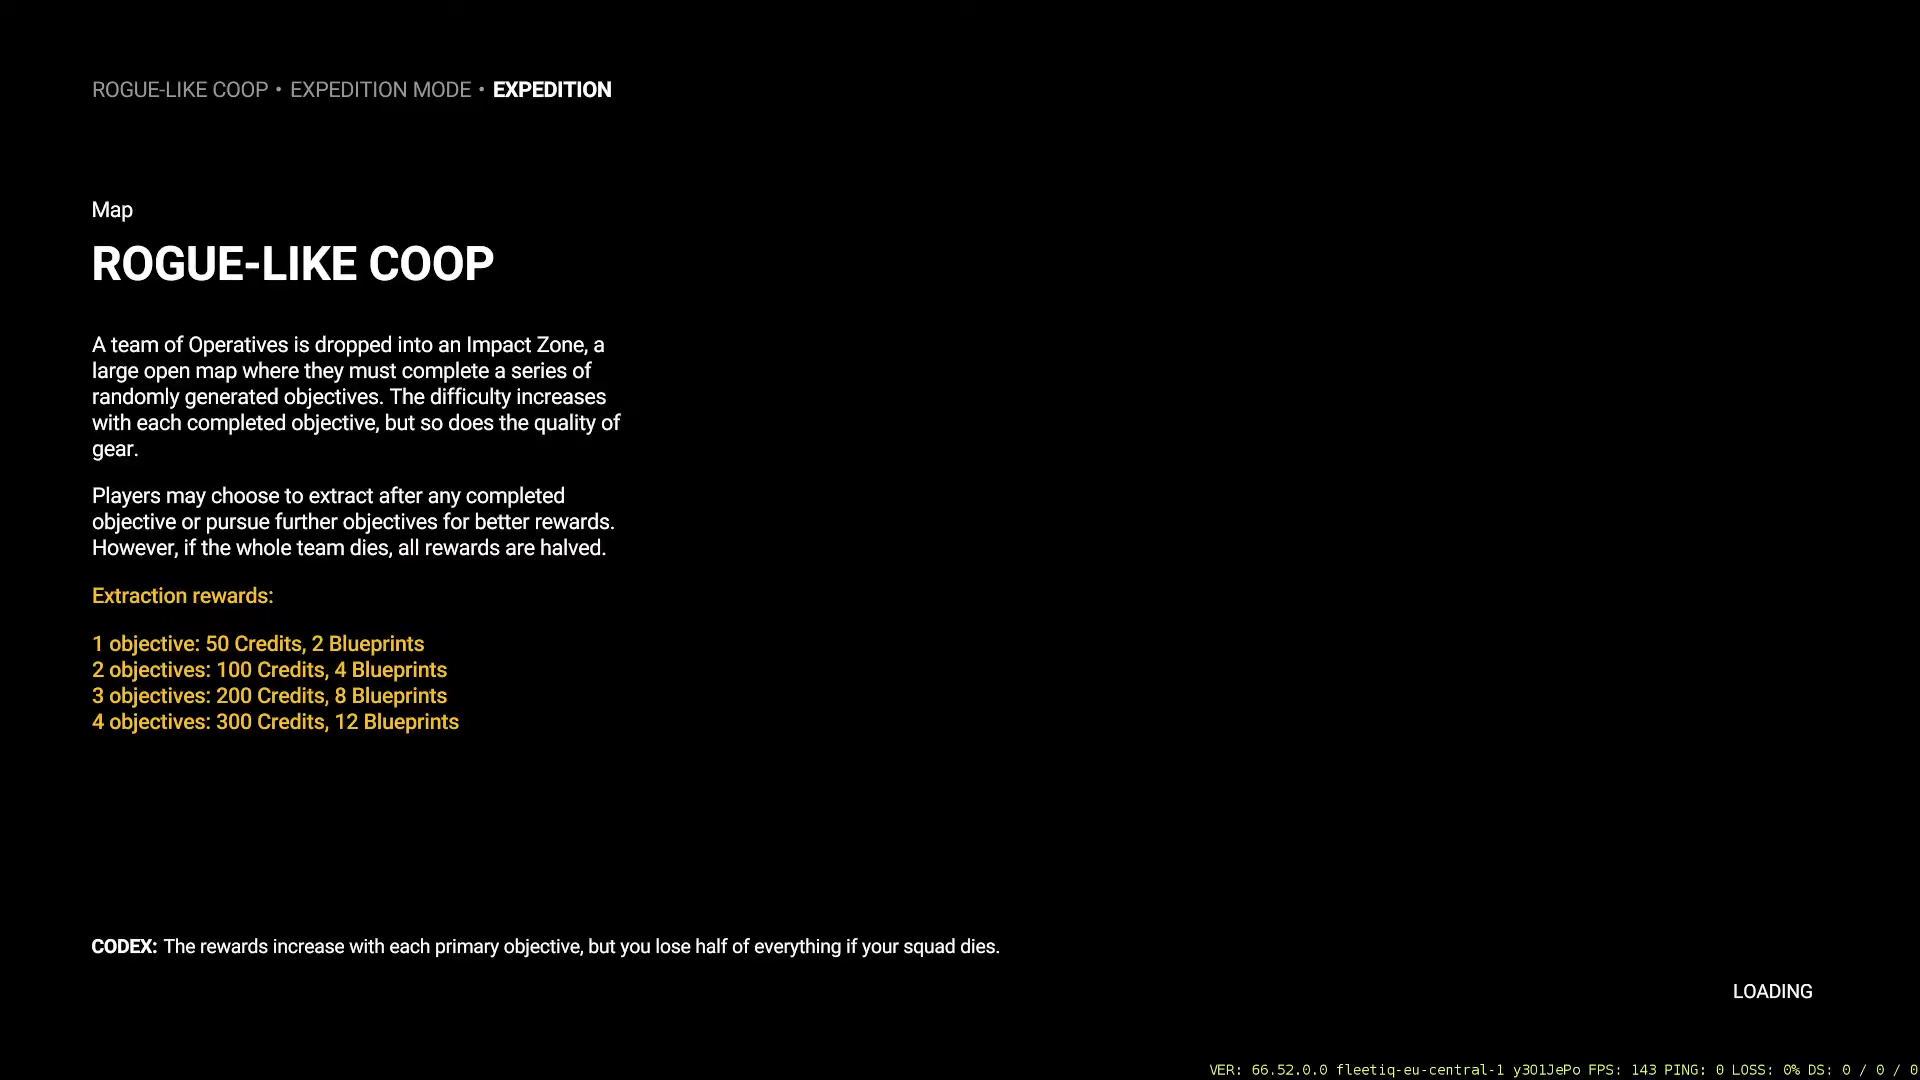 ROGUE-LIKE COOP • EXPEDITION MODE • EXPEDITION
Map
ROGUE-LIKE COOP
A team of Operatives is dropped into an Impact Zone, a
large open map where they must complete a series of
randomly generated objectives. The difficulty increases
with each completed objective, but so does the quality of
gear.
Players may choose to extract after any completed
objective or pursue further objectives for better rewards.
However, if the whole team dies, all rewards are halved.
Extraction rewards:
1 objective: 50 Credits, 2 Blueprints
2 objectives: 100 Credits, 4 Blueprints
3 objectives: 200 Credits, 8 Blueprints
4 objectives: 300 Credits, 12 Blueprints
CODEX: The rewards increase with each primary objective, but you lose half of everything if your squad dies.
LOADING
VER: 66.52.0.0 fleetiq-eu-central-1 y301JePo FPS: 143 PING: 0 LOSS: 0% DS: 0 / 0 / 0